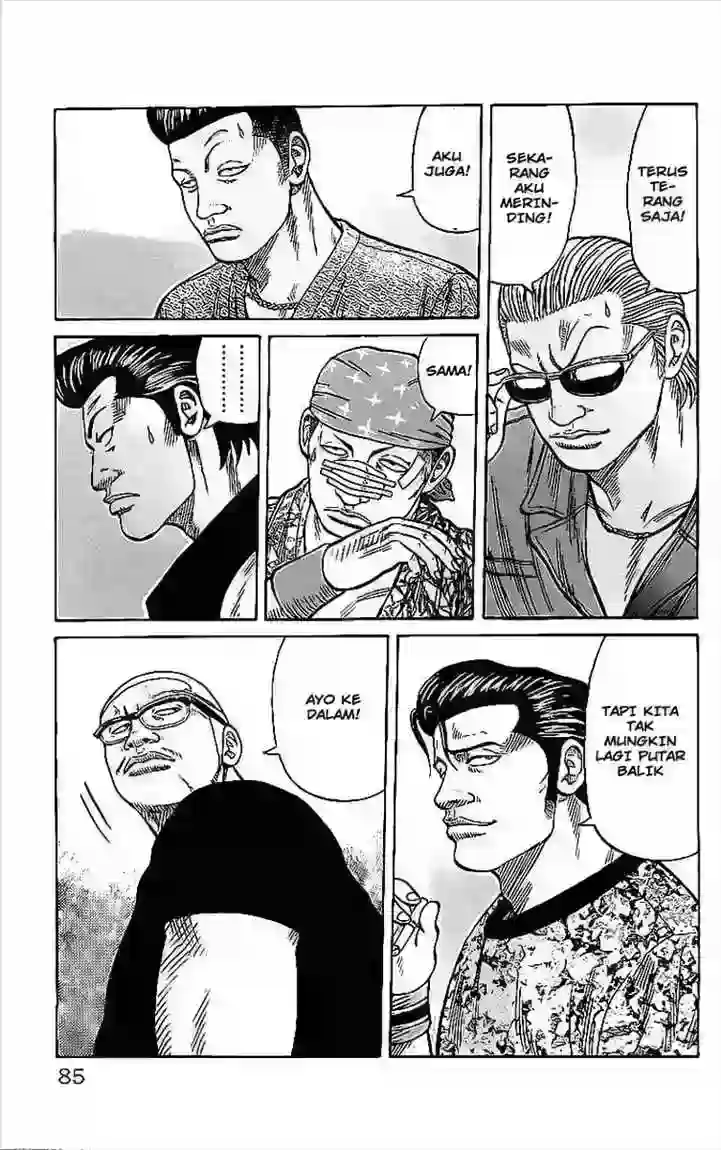 TERUS
TE-
RANG
SAJA!
SEKA-
RANG
AKU
MERIN-
DING!
AKU
JUGA!
SAMA!
.........
.........
TAPI KITA
TAK
MUNGKIN
LAGI PUTAR
BALIK
AYO KE
DALAM!
85